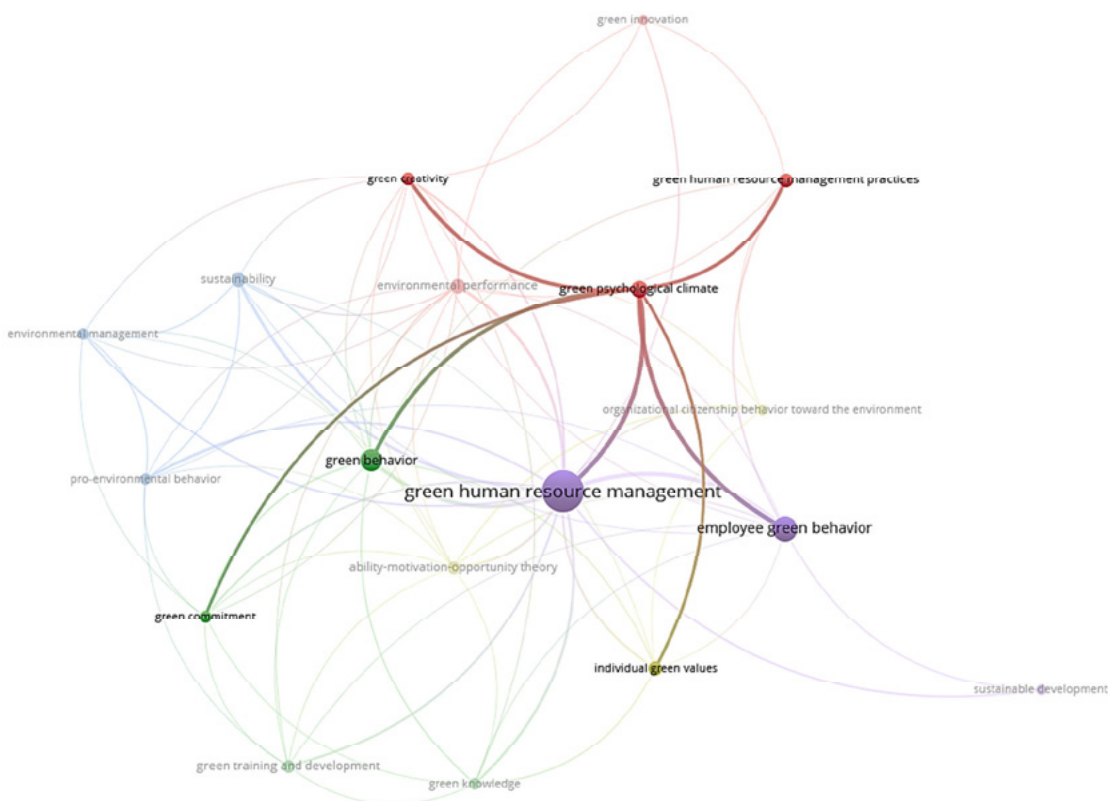 green innovation
green creativity
green human resource management practices
sustainability
environmental performance
green psychological climate
environmental management
organizational citizenship behavior toward the environment
green behavior
pro-environmental behavior
green human resource management
employee green behavior
ability-motivation-opportunity theory
green commitment
individual green values
sustainable development
green training and development
green knowledge